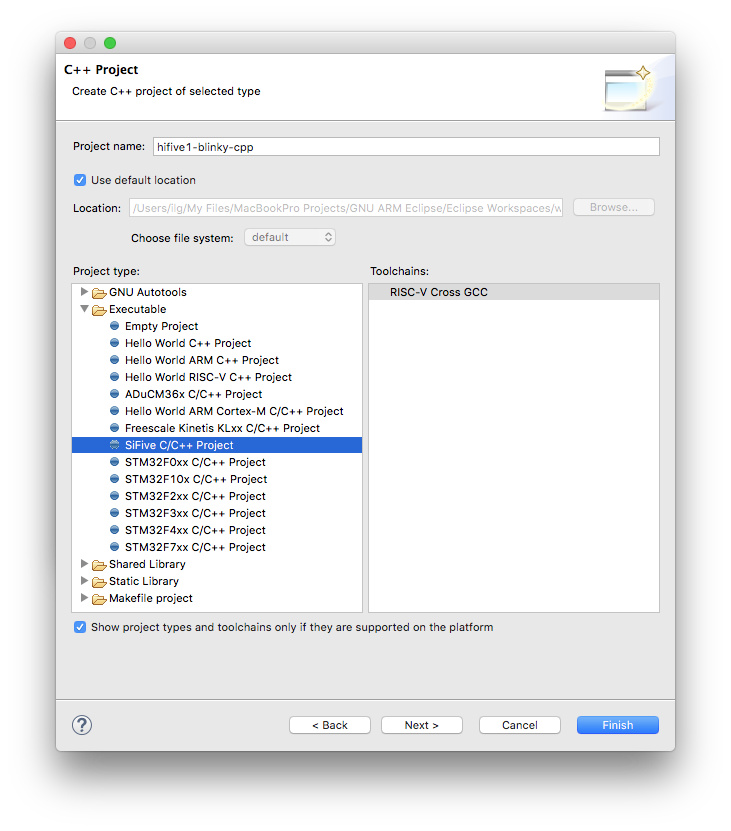 C++ Project
Create C++ project of selected type
Project name: hifive1-blinky-cpp
Use default location
Location: /Users/ilg/My Files/MacBookPro Projects/GNU ARM Eclipse/Eclipse Workspaces/w Browse...
Choose file system: default
Project type: Toolchains:
GNU Autotools RISC-V Cross GCC
Executable
Empty Project
Hello World C++ Project
Hello World ARM C++ Project
Hello World RISC-V C++ Project
ADuCM36x C/C++ Project
Hello World ARM Cortex-M C/C++ Project
Freescale Kinetis KLxx C/C++ Project
SiFive C/C++ Project
STM32F0xx C/C++ Project
STM32F10x C/C++ Project
STM32F2xx C/C++ Project
STM32F3xx C/C++ Project
STM32F4xx C/C++ Project
STM32F7xx C/C++ Project
Shared Library
Static Library
Makefile project
Show project types and toolchains only if they are supported on the platform
? < Back Next > Cancel Finish